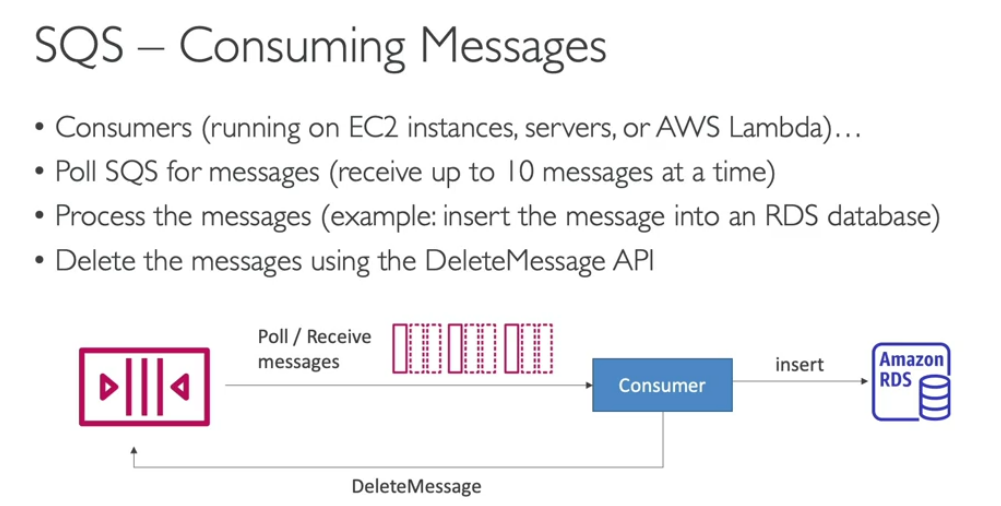 SQS – Consuming Messages
• Consumers (running on EC2 instances, servers, or AWS Lambda)…
• Poll SQS for messages (receive up to 10 messages at a time)
• Process the messages (example: insert the message into an RDS database)
• Delete the messages using the DeleteMessage API
Poll / Receive
messages
Consumer
insert
Amazon
RDS
DeleteMessage